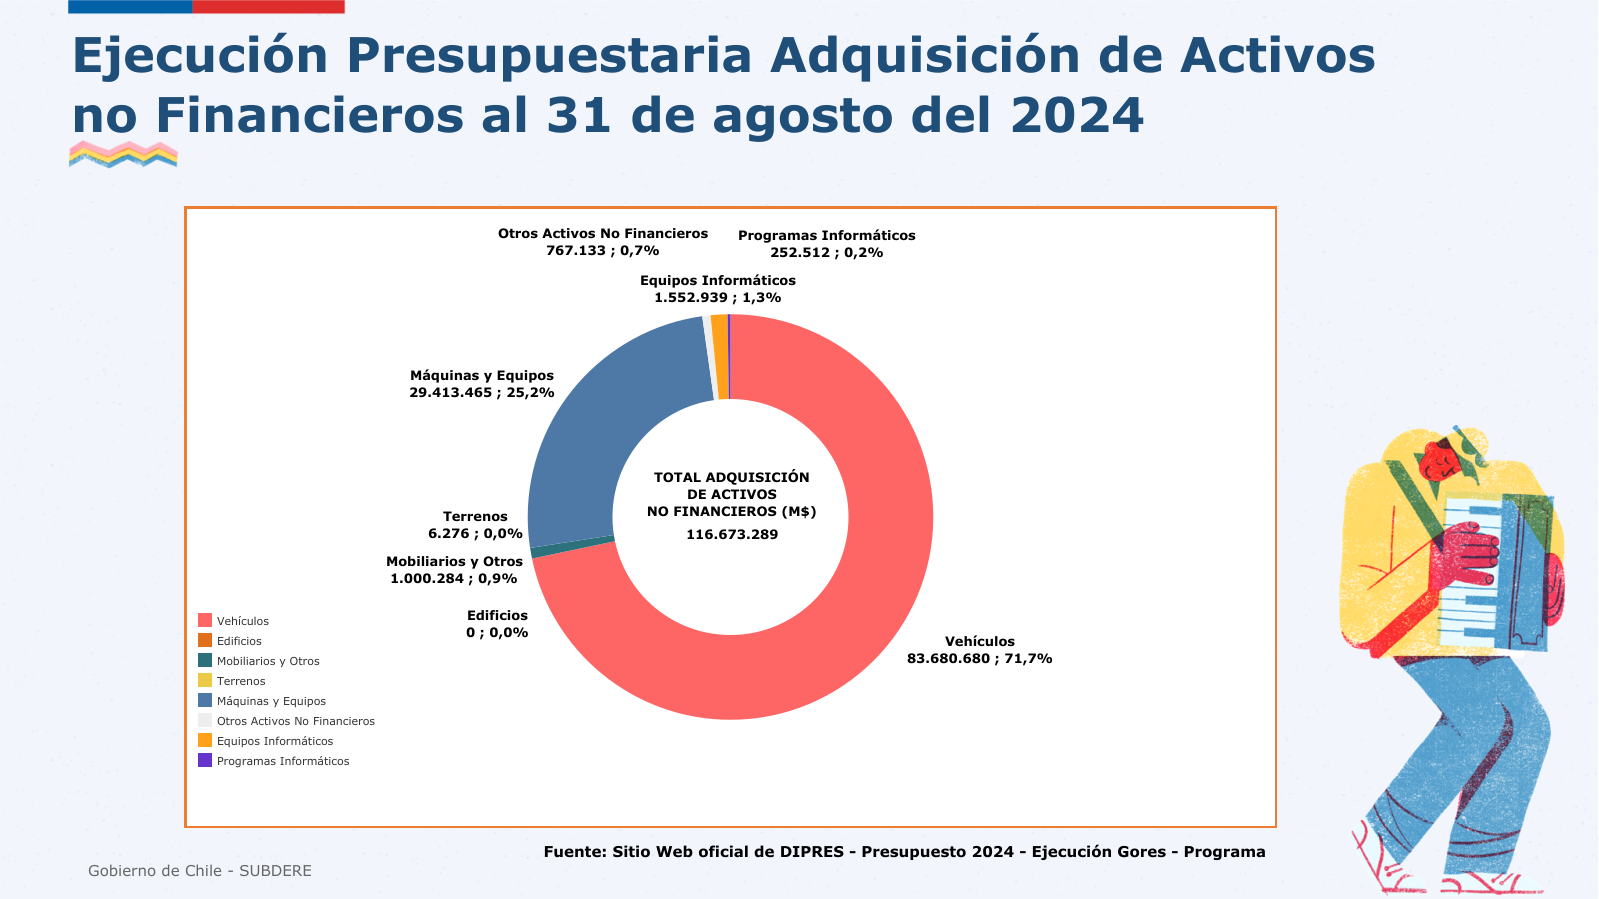 Ejecución Presupuestaria Adquisición de Activos
no Financieros al 31 de agosto del 2024
Otros Activos No Financieros
767.133 ; 0,7%
Programas Informáticos
252.512 ; 0,2%
Equipos Informáticos
1.552.939 ; 1,3%
Máquinas y Equipos
29.413.465 ; 25,2%
TOTAL ADQUISICIÓN
DE ACTIVOS
NO FINANCIEROS (M$)
116.673.289
Terrenos
6.276 ; 0,0%
Mobiliarios y Otros
1.000.284 ; 0,9%
Edificios
0 ; 0,0%
Vehículos
83.680.680 ; 71,7%
Vehículos
Edificios
Mobiliarios y Otros
Terrenos
Máquinas y Equipos
Otros Activos No Financieros
Equipos Informáticos
Programas Informáticos
Fuente: Sitio Web oficial de DIPRES - Presupuesto 2024 - Ejecución Gores - Programa
Gobierno de Chile - SUBDERE